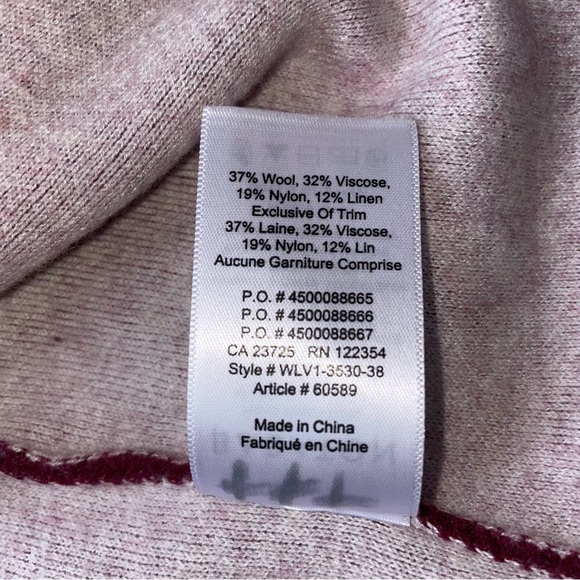 37% Wool, 32% Viscose,
19% Nylon, 12% Linen
Exclusive Of Trim
37% Laine, 32% Viscose,
19% Nylon, 12% Lin
Aucune Garniture Comprise
P.O. # 4500088665
P.O. # 4500088666
P.O. # 4500088667
CA 23725 RN 122354
Style # WLV1-3530-38
Article # 60589
Made in China
Fabriqué en Chine